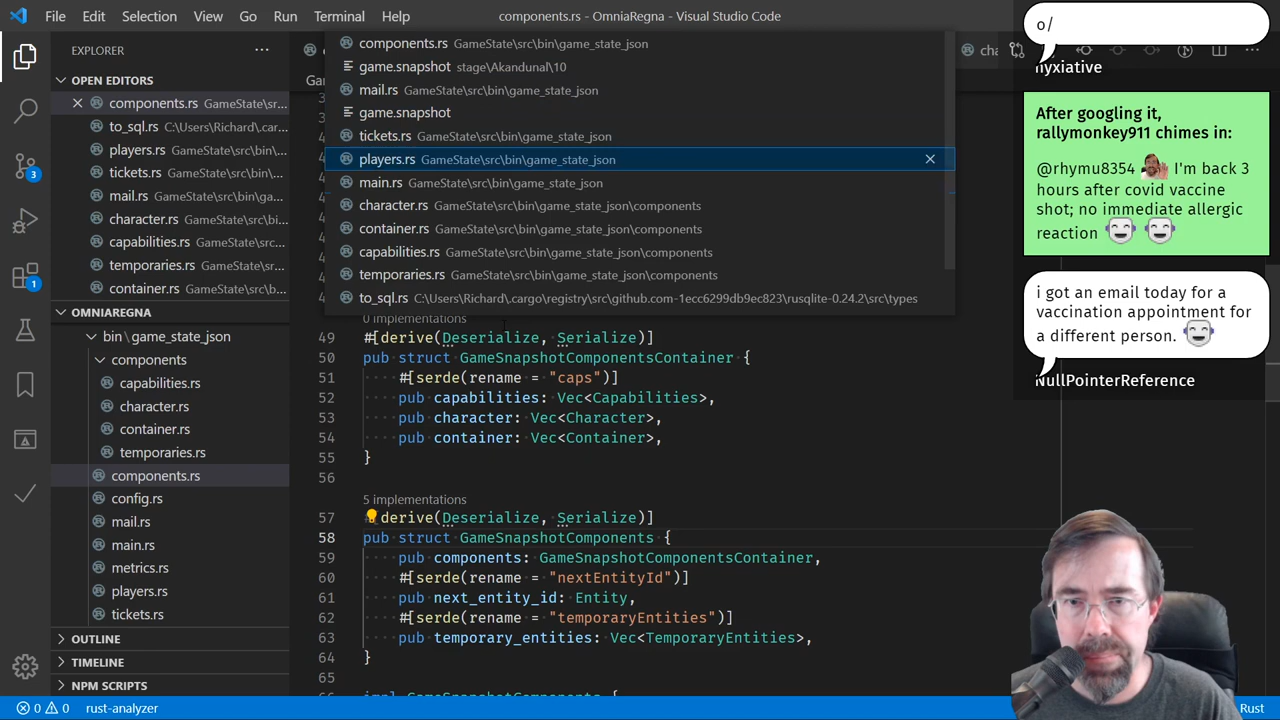 File Edit Selection View Go Run Terminal Help components.rs - OmniaRegna - Visual Studio Code
EXPLORER
OPEN EDITORS
components.rs GameState\sr...
to_sql.rs C:\Users\Richard\.carg...
players.rs GameState\src\bin\...
tickets.rs GameState\src\bin\g...
mail.rs GameState\src\bin\gam...
character.rs GameState\src\bi...
capabilities.rs GameState\src...
temporaries.rs GameState\src...
container.rs GameState\src\b...
OMNIAREGNA
bin\game_state_json
components
capabilities.rs
character.rs
container.rs
temporaries.rs
components.rs
config.rs
mail.rs
main.rs
metrics.rs
players.rs
tickets.rs
OUTLINE
TIMELINE
NPM SCRIPTS
3
1
components.rs GameState\src\bin\game_state_json
game.snapshot stage\Akandunal\10
mail.rs GameState\src\bin\game_state_json
game.snapshot
tickets.rs GameState\src\bin\game_state_json
players.rs GameState\src\bin\game_state_json
main.rs GameState\src\bin\game_state_json
character.rs GameState\src\bin\game_state_json\components
container.rs GameState\src\bin\game_state_json\components
capabilities.rs GameState\src\bin\game_state_json\components
temporaries.rs GameState\src\bin\game_state_json\components
to_sql.rs C:\Users\Richard\.cargo\registry\src\github.com-1ecc6299db9ec823\rusqlite-0.24.2\src\types
0 implementations
49 #[derive(Deserialize, Serialize)]
50 pub struct GameSnapshotComponentsContainer {
51 #[serde(rename = "caps")]
52 pub capabilities: Vec<Capabilities>,
53 pub character: Vec<Character>,
54 pub container: Vec<Container>,
55 }
56
5 implementations
57 #[derive(Deserialize, Serialize)]
58 pub struct GameSnapshotComponents {
59 pub components: GameSnapshotComponentsContainer,
60 #[serde(rename = "nextEntityId")]
61 pub next_entity_id: Entity,
62 #[serde(rename = "temporaryEntities")]
63 pub temporary_entities: Vec<TemporaryEntities>,
64 }
65
o/
nyxiative
After googling it,
rallymonkey911 chimes in:
@rhymu8354 I'm back 3
hours after covid vaccine
shot; no immediate allergic
reaction
i got an email today for a
vaccination appointment for
a different person.
NullPointerReference
0 0 rust-analyzer Rust